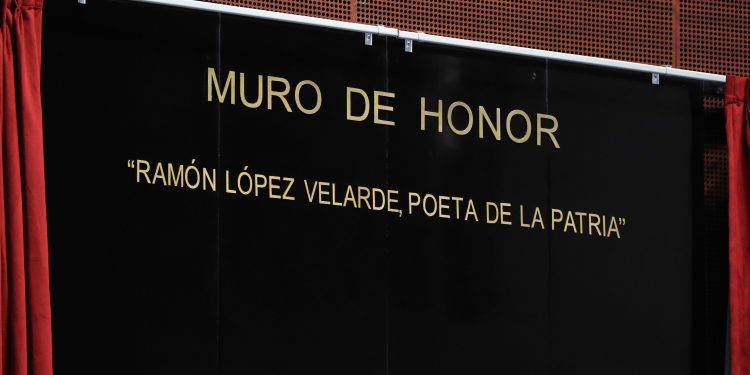 MURO DE HONOR
“RAMÓN LÓPEZ VELARDE, POETA DE LA PATRIA”